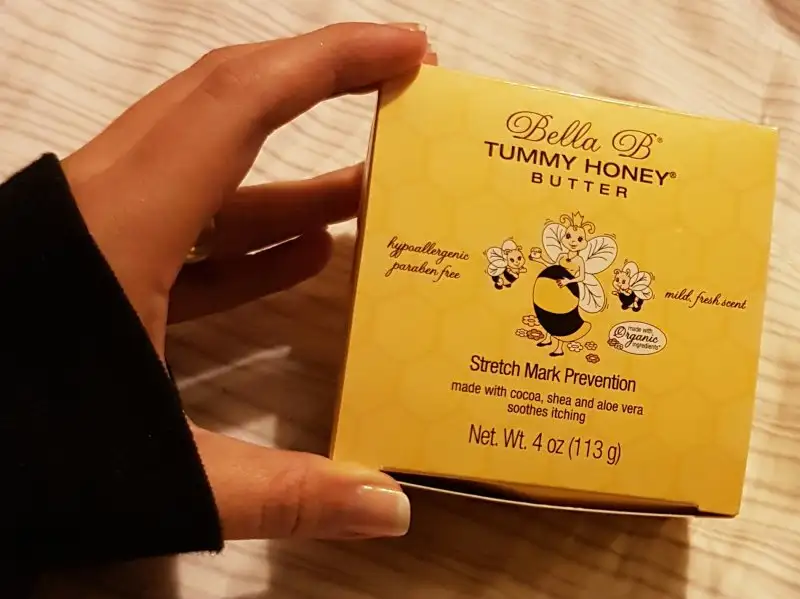 Bella B®
TUMMY HONEY®
BUTTER
hypoallergenic
paraben free
mild, fresh scent
made with
Organic
ingredients*
Stretch Mark Prevention
made with cocoa, shea and aloe vera
soothes itching
Net. Wt. 4 oz (113 g)